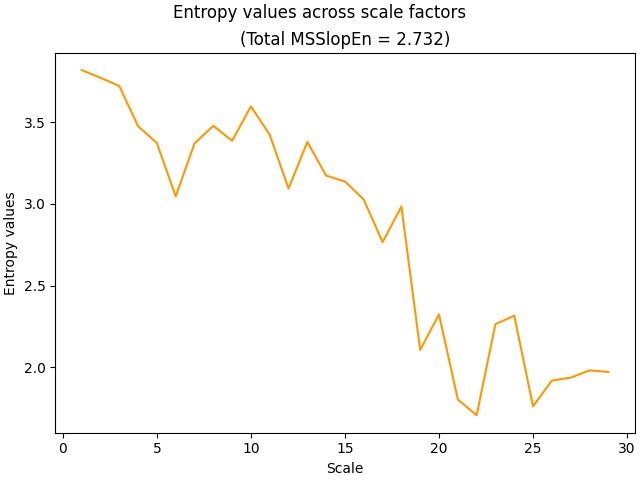 Entropy values across scale factors
(Total MSSlopEn = 2.732)
Entropy values
3.5
3.0
2.5
2.0
0 5 10 15 20 25 30
Scale